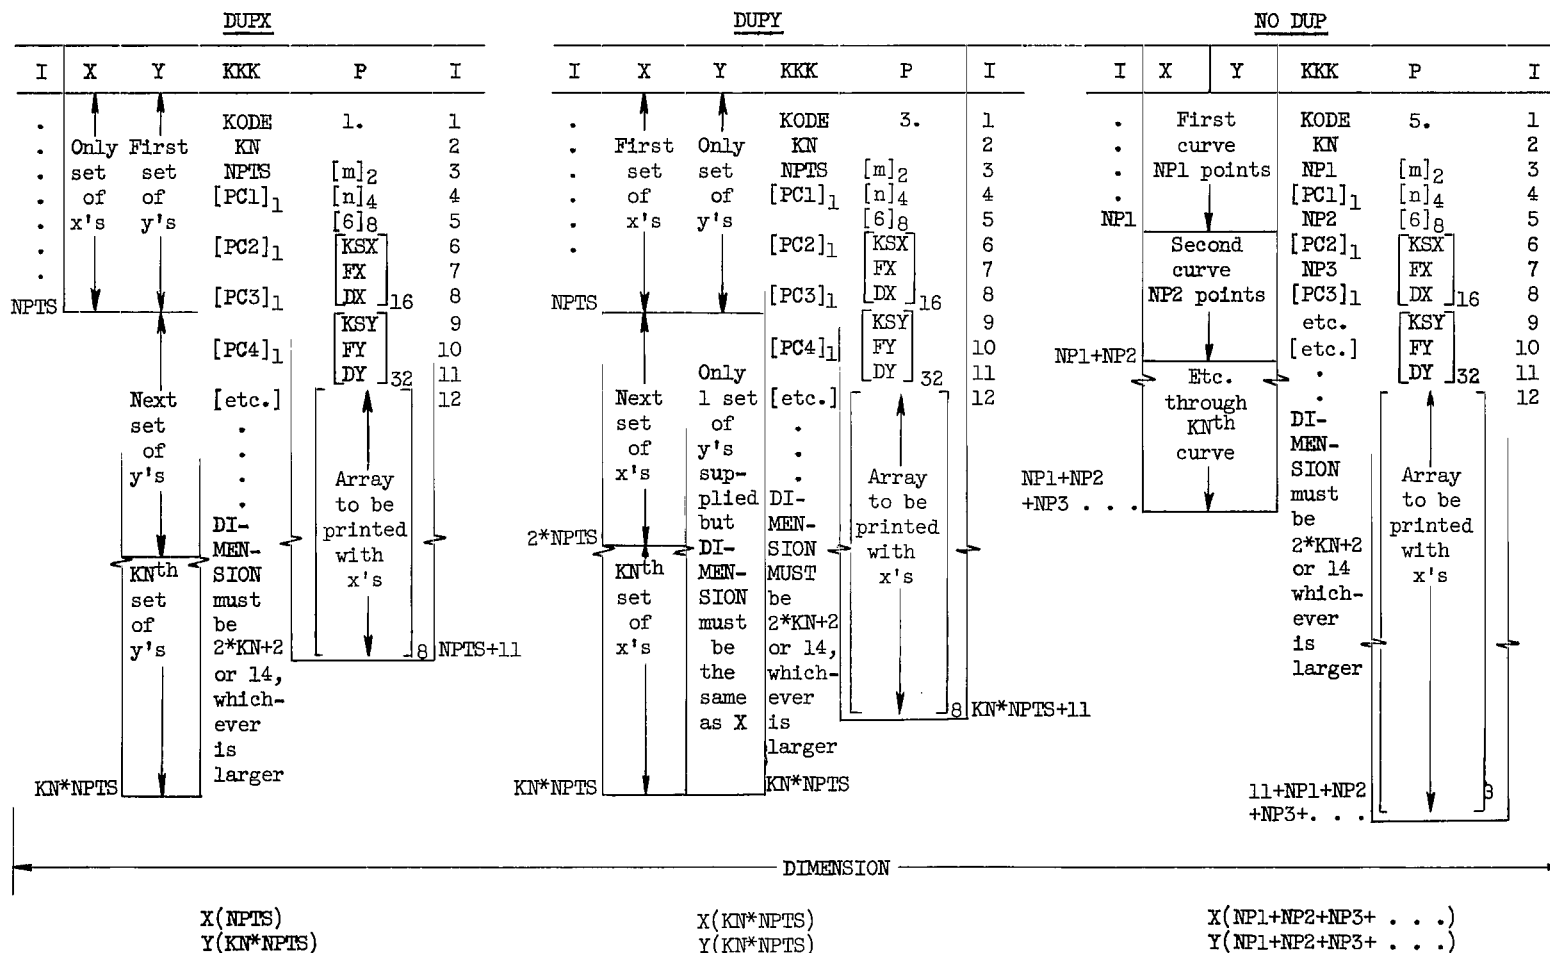 DUPX DUPY NO DUP
I X Y KKK P I I X Y KKK P I I X Y KKK P I
. KODE 1. 1 . KODE 3. 1 . First KODE 5. 1
. Only First KN 2 . First Only KN 2 . curve KN 2
. set set NPTS [m]2 3 . set set NPTS [m]2 3 . NP1 points NP1 [m]2 3
. of of [PC1]1 [n]4 4 . of of [PC1]1 [n]4 4 . [PC1]1 [n]4 4
. x's y's [6]8 5 . x's y's [6]8 5 NP1 NP2 [6]8 5
. [PC2]1 [KSX 6 . [PC2]1 [KSX 6 Second [PC2]1 [KSX 6
. FX 7 FX 7 curve NP3 FX 7
NPTS [PC3]1 DX]16 8 NPTS [PC3]1 DX]16 8 NP2 points [PC3]1 DX]16 8
[KSY 9 [KSY 9 etc. [KSY 9
[PC4]1 FY 10 [PC4]1 FY 10 NP1+NP2 [etc.] FY 10
DY]32 11 Only DY]32 11 Etc. . DY]32 11
Next [etc.] 12 Next 1 set [etc.] 12 through . 12
set . set of . KNth DI-
of . of y's . curve MEN-
y's . Array x's sup- . Array NP1+NP2 SION Array
. to be plied DI- to be +NP3 . . . must to be
DI- printed 2*NPTS but MEN- printed be printed
MEN- with DI- SION with 2*KN+2 with
KNth SION x's KNth MEN- MUST x's or 14 x's
set must set SION be which-
of be of must 2*KN+2 ever
y's 2*KN+2 ]8 NPTS+11 x's be or 14, is
or 14, the which- larger
which- same ever ]8 KN*NPTS+11
ever as X is
is larger
KN*NPTS larger KN*NPTS KN*NPTS 11+NP1+NP2
+NP3+. . .
DIMENSION
X(NPTS) X(KN*NPTS) X(NP1+NP2+NP3+ . . .)
Y(KN*NPTS) Y(KN*NPTS) Y(NP1+NP2+NP3+ . . .)